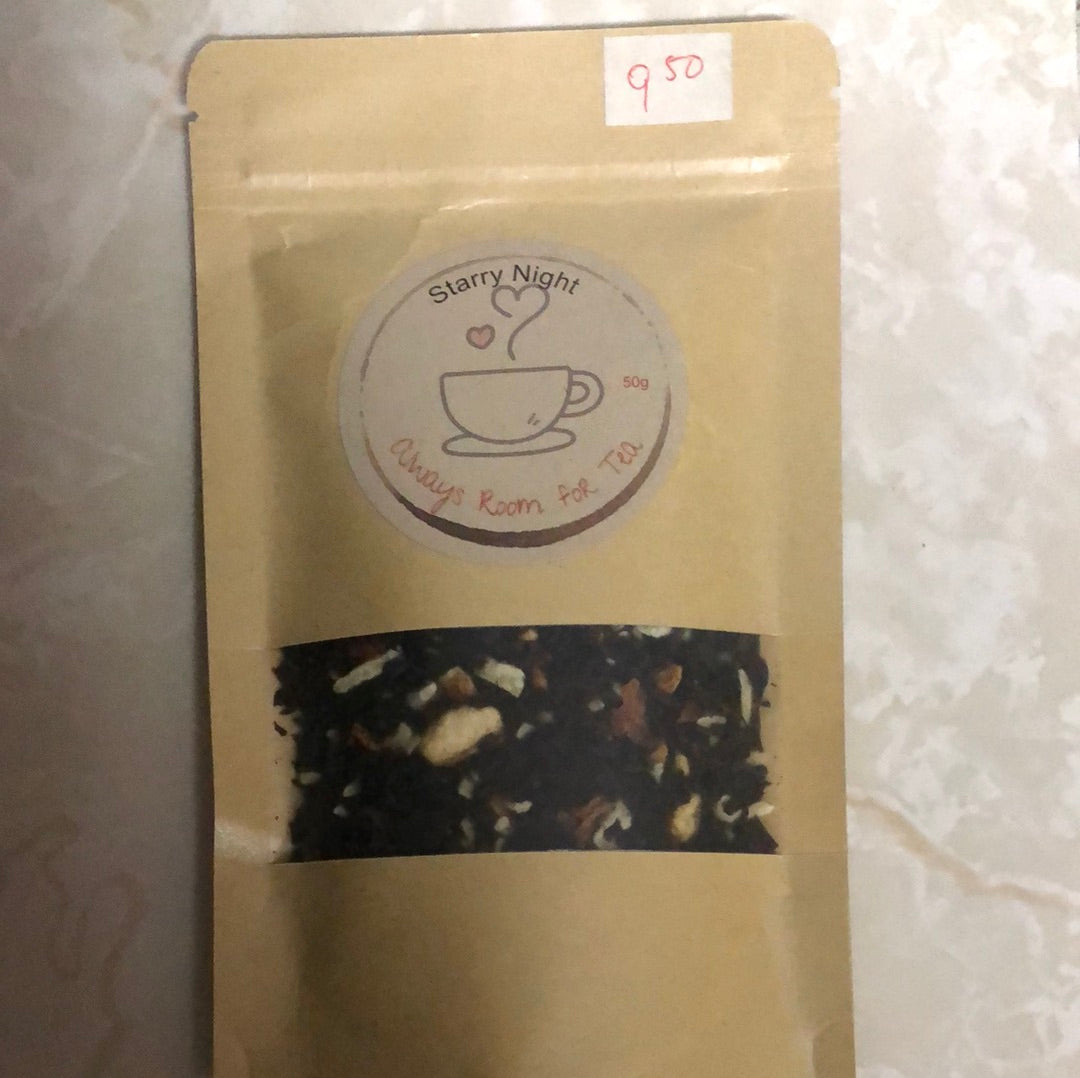 9 50
Starry Night
50g
Always Room for Tea